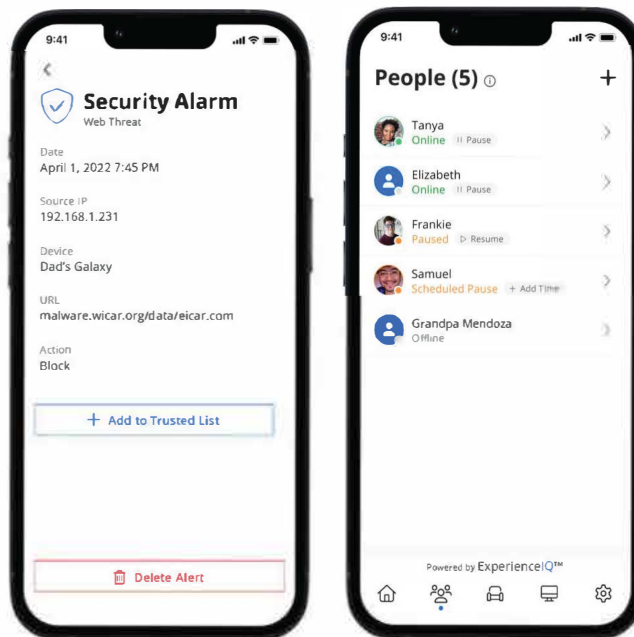 9:41
Security Alarm
Web Threat
Date
April 1, 2022 7:45 PM
Source IP
192.168.1.231
Device
Dad's Galaxy
URL
malware.wicar.org/data/eicar.com
Action
Block
+ Add to Trusted List
Delete Alert
9:41
People (5)
Tanya
Online Pause
Elizabeth
Online Pause
Frankie
Paused Resume
Samuel
Scheduled Pause + Add Time
Grandpa Mendoza
Offline
Powered by ExperienceIQ™